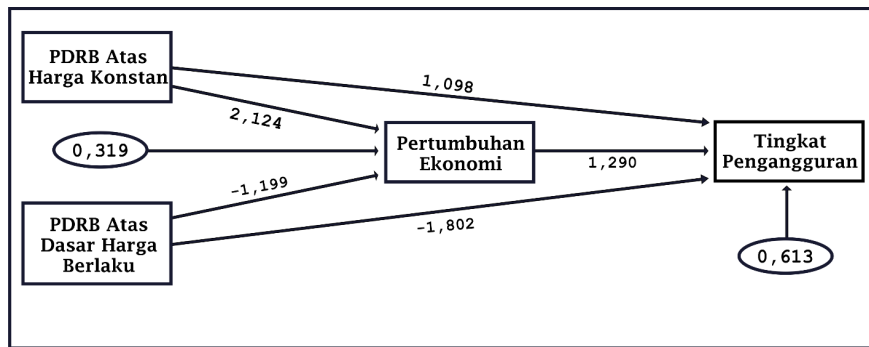 PDRB Atas
Harga Konstan
1,098
2,124
0,319
Pertumbuhan
Ekonomi
1,290
Tingkat
Pengangguran
-1,199
PDRB Atas
Dasar Harga
Berlaku
-1,802
0,613